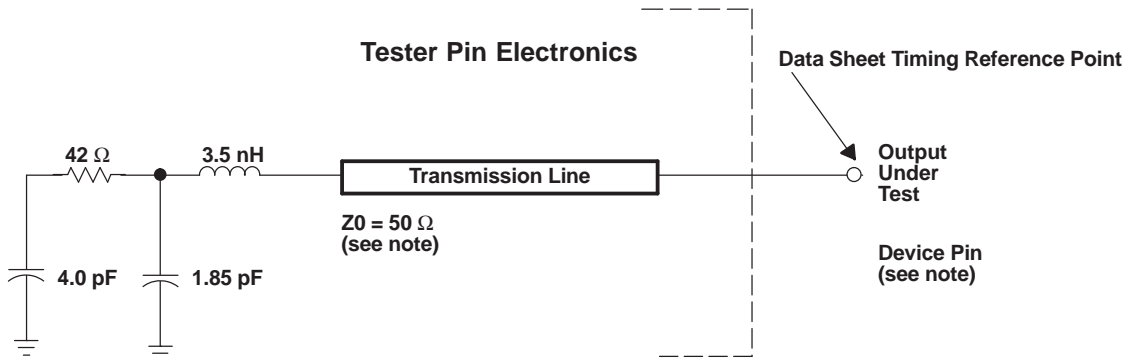 Tester Pin Electronics
Data Sheet Timing Reference Point
42 Ω
3.5 nH
Transmission Line
Output
Under
Test
Z0 = 50 Ω
(see note)
Device Pin
(see note)
4.0 pF
1.85 pF